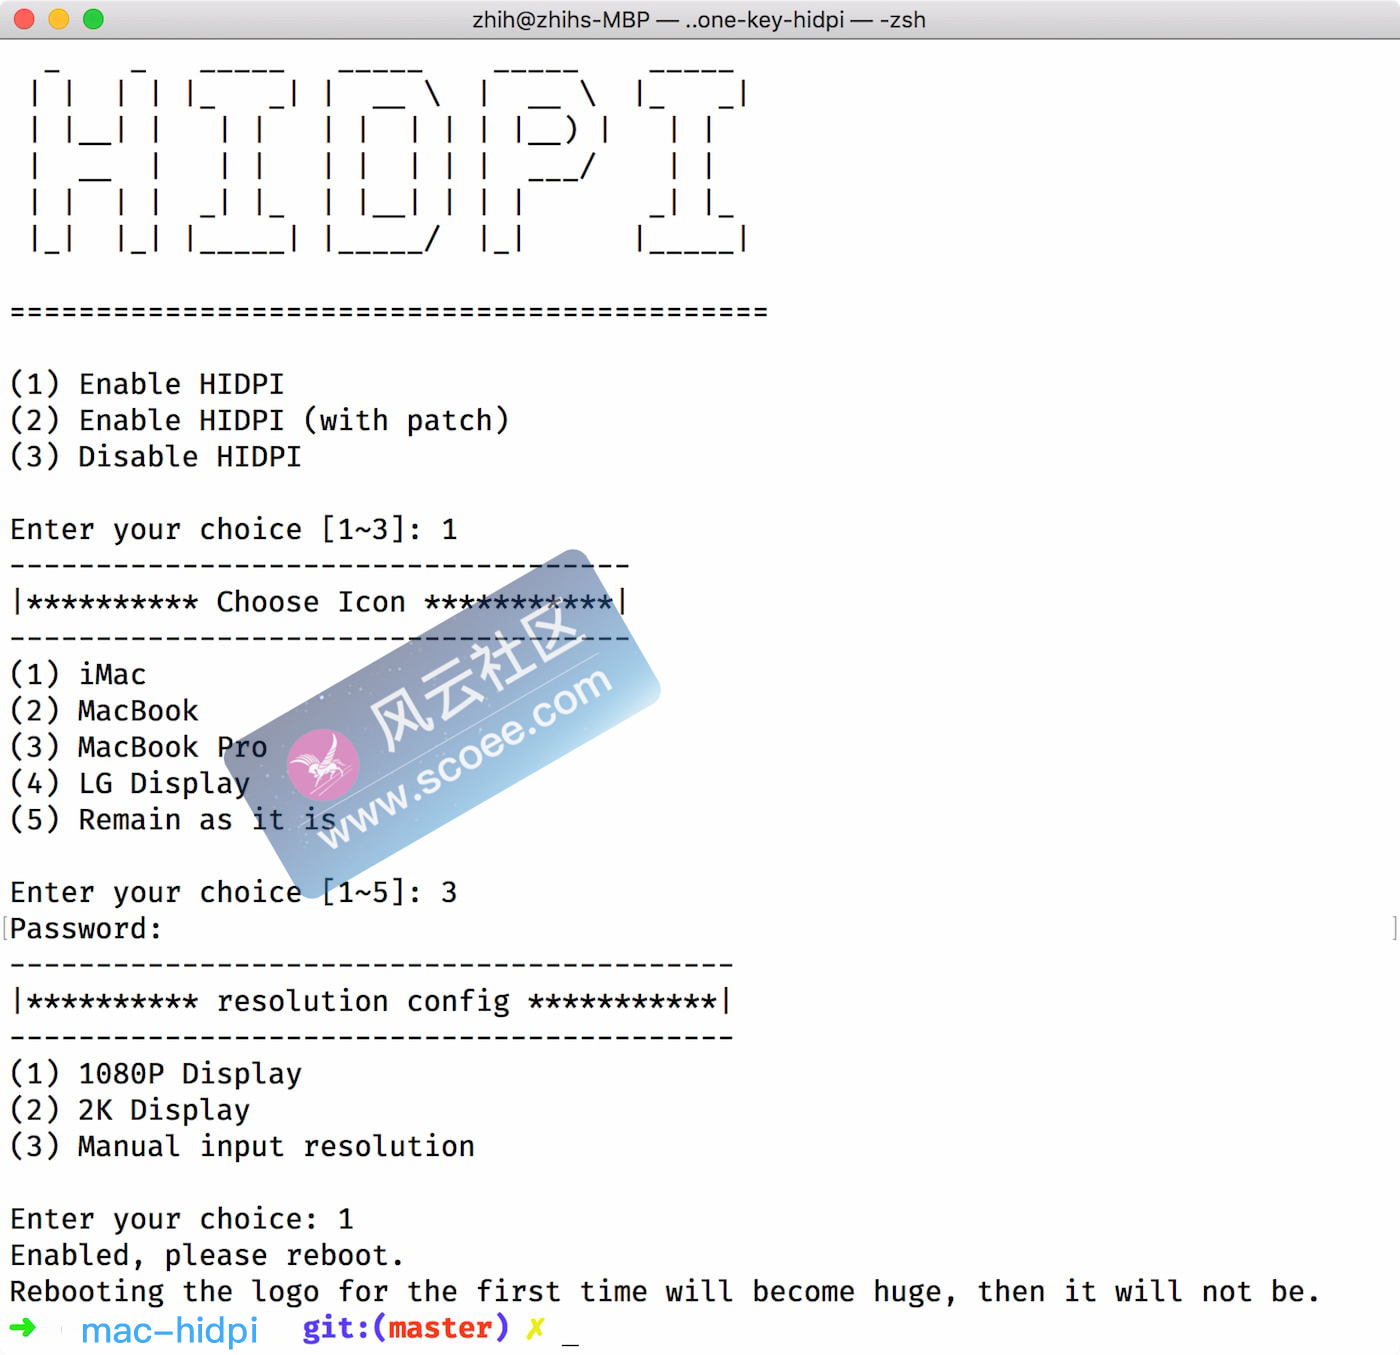 zhih@zhihs-MBP — ..one-key-hidpi — -zsh
HIDPI
============================================
(1) Enable HIDPI
(2) Enable HIDPI (with patch)
(3) Disable HIDPI
Enter your choice [1~3]: 1
------------------------------------
|********** Choose Icon ***********|
------------------------------------
(1) iMac
(2) MacBook
(3) MacBook Pro
(4) LG Display
(5) Remain as it is
风云社区
www.scoee.com
Enter your choice [1~5]: 3
[Password: ]
------------------------------------------
|********** resolution config ***********|
------------------------------------------
(1) 1080P Display
(2) 2K Display
(3) Manual input resolution
Enter your choice: 1
Enabled, please reboot.
Rebooting the logo for the first time will become huge, then it will not be.
➜ mac-hidpi git:(master) ✗ _